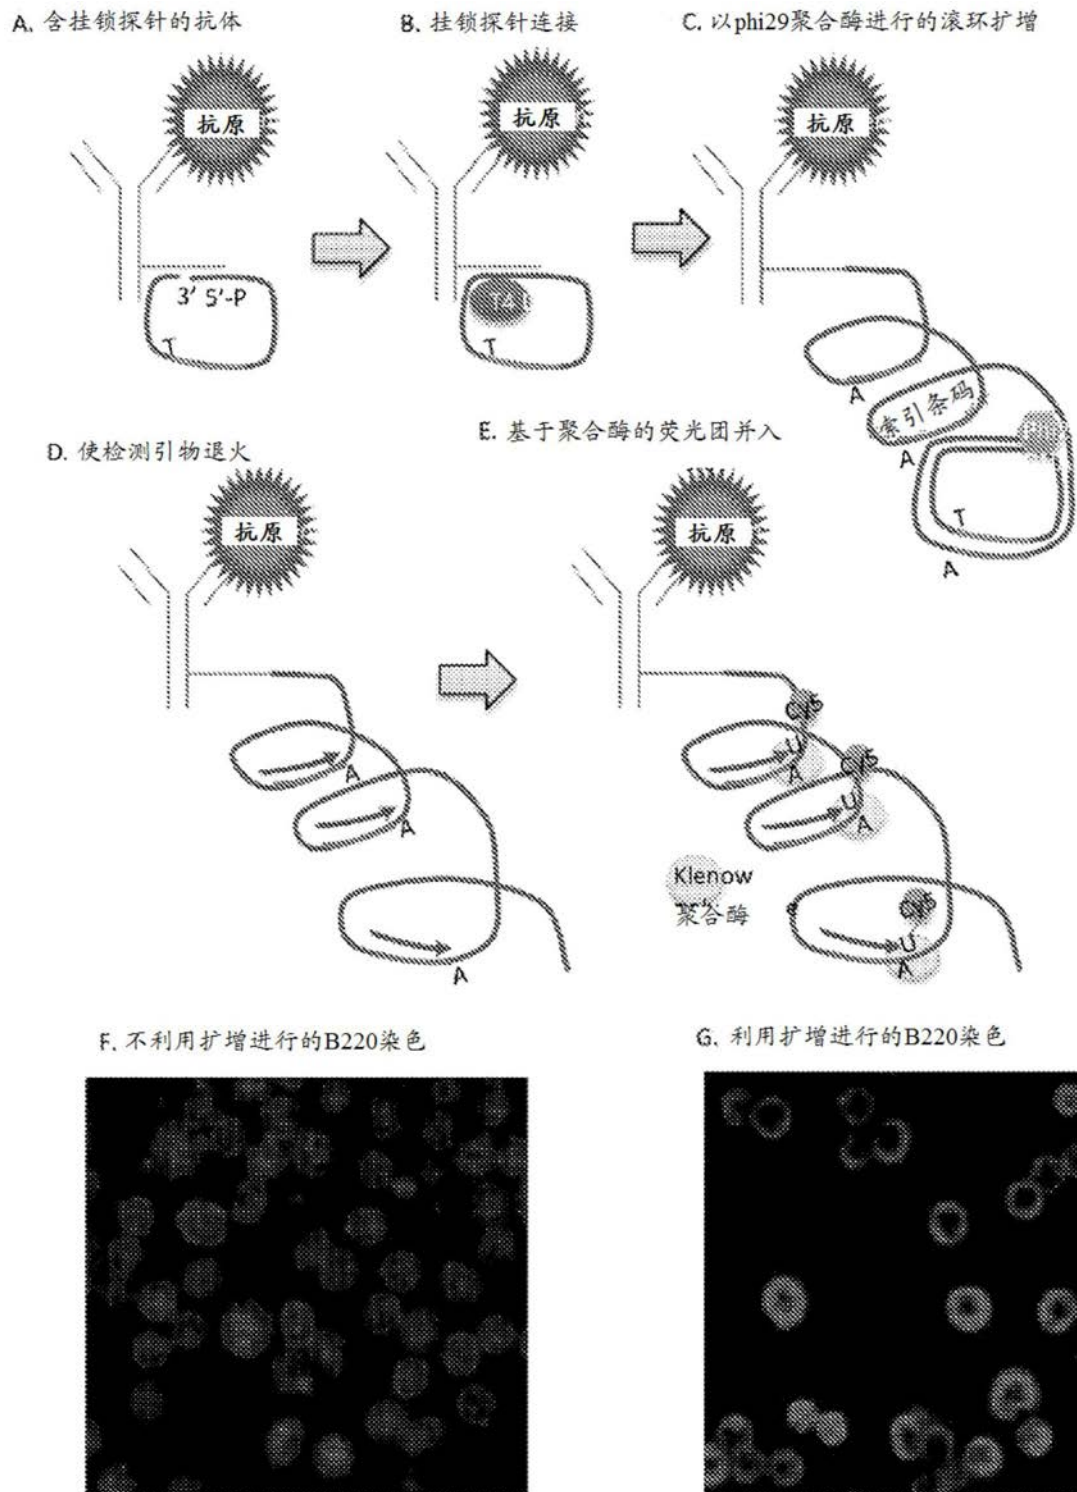 A. 含挂锁探针的抗体
B. 挂锁探针连接
C. 以phi29聚合酶进行的滚环扩增
抗原
抗原
抗原
3' 5'-P
T
T4
T
A
索引条码
A
T
A
D. 使检测引物退火
E. 基于聚合酶的荧光团并入
抗原
抗原
A
A
A
Cy5
U
A
Cy5
U
A
Klenow
聚合酶
Cy5
U
A
F. 不利用扩增进行的B220染色
G. 利用扩增进行的B220染色